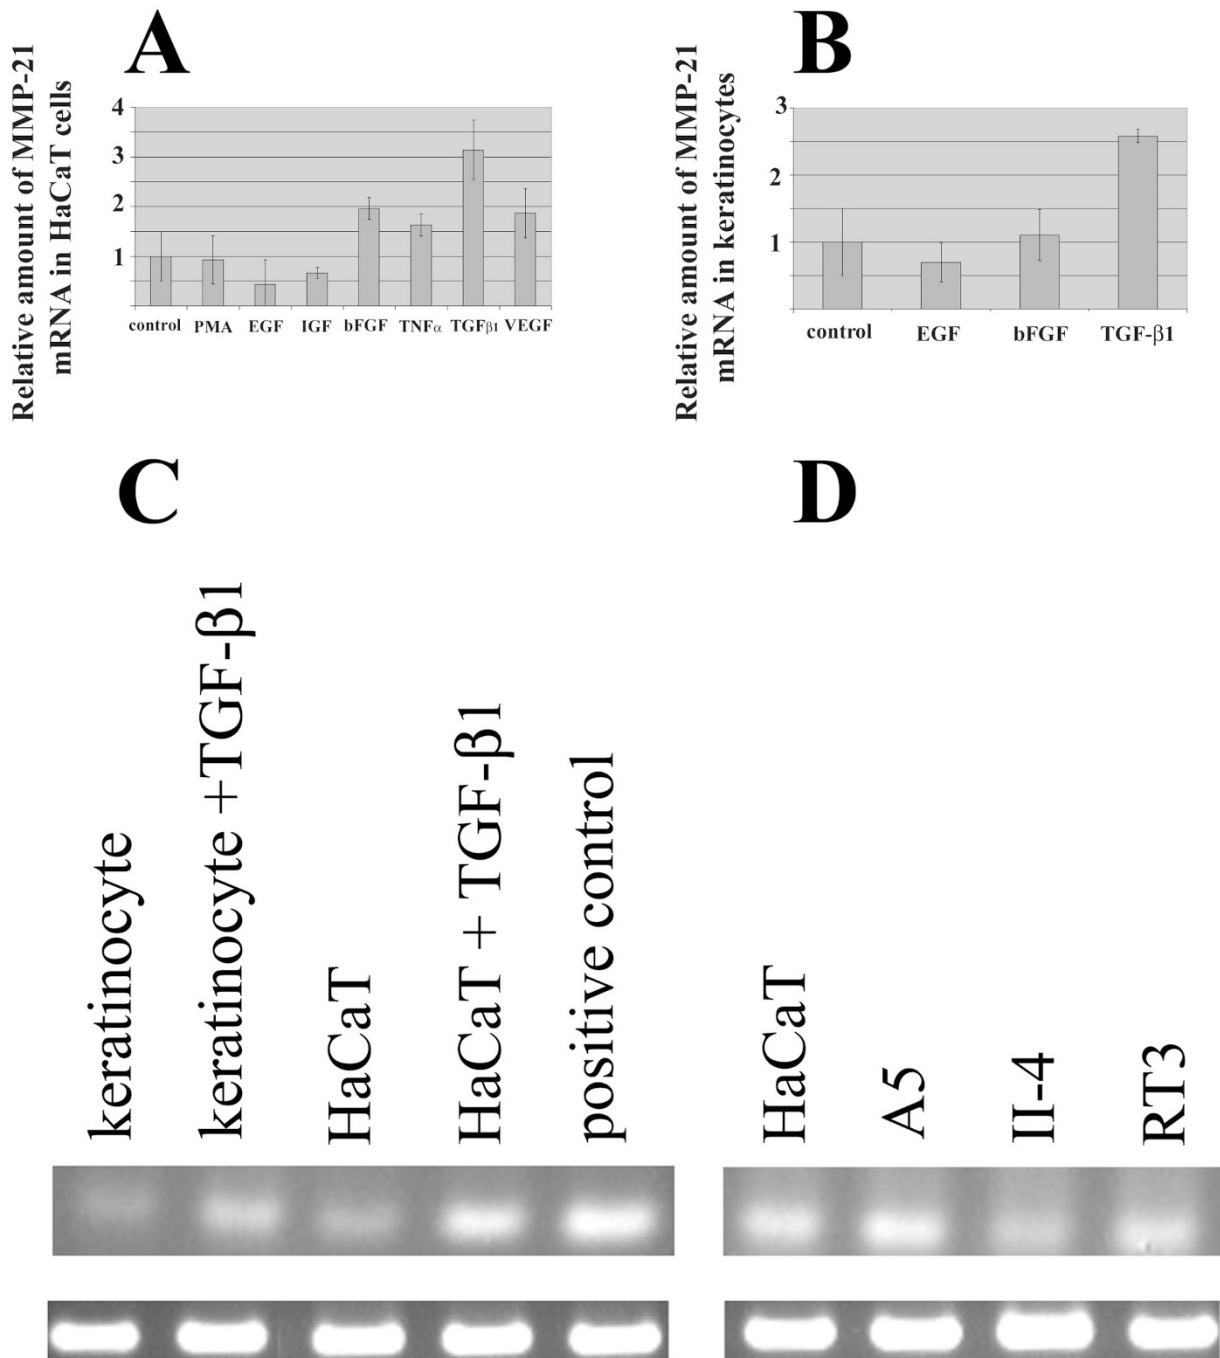 A
Relative amount of MMP-21
mRNA in HaCaT cells
4
3
2
1
control PMA EGF IGF bFGF TNFα TGFβ1 VEGF
B
Relative amount of MMP-21
mRNA in keratinocytes
3
2
1
control EGF bFGF TGF-β1
C
keratinocyte
keratinocyte +TGF-β1
HaCaT
HaCaT + TGF-β1
positive control
D
HaCaT
A5
II-4
RT3